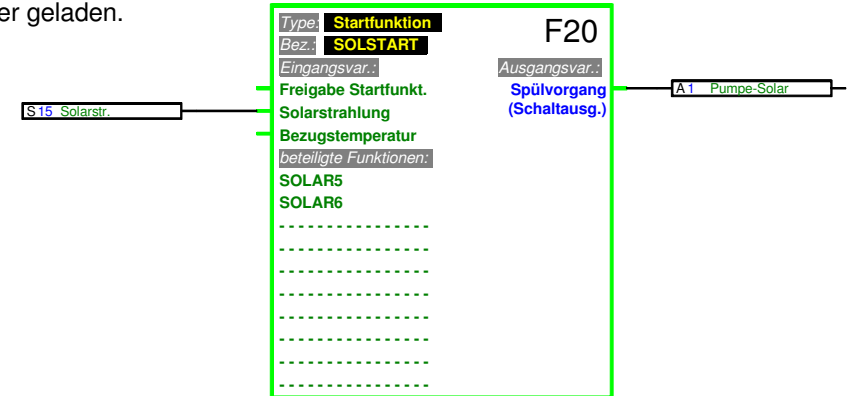 er geladen.
Type: Startfunktion
F20
Bez.: SOLSTART
Eingangsvar.: Ausgangsvar.:
Freigabe Startfunkt. Spülvorgang
A 1 Pumpe-Solar
S 15 Solarstr.
Solarstrahlung (Schaltausg.)
Bezugstemperatur
beteiligte Funktionen:
SOLAR5
SOLAR6
- - - - - - - - - - - - - - - -
- - - - - - - - - - - - - - - -
- - - - - - - - - - - - - - - -
- - - - - - - - - - - - - - - -
- - - - - - - - - - - - - - - -
- - - - - - - - - - - - - - - -
- - - - - - - - - - - - - - - -
- - - - - - - - - - - - - - - -